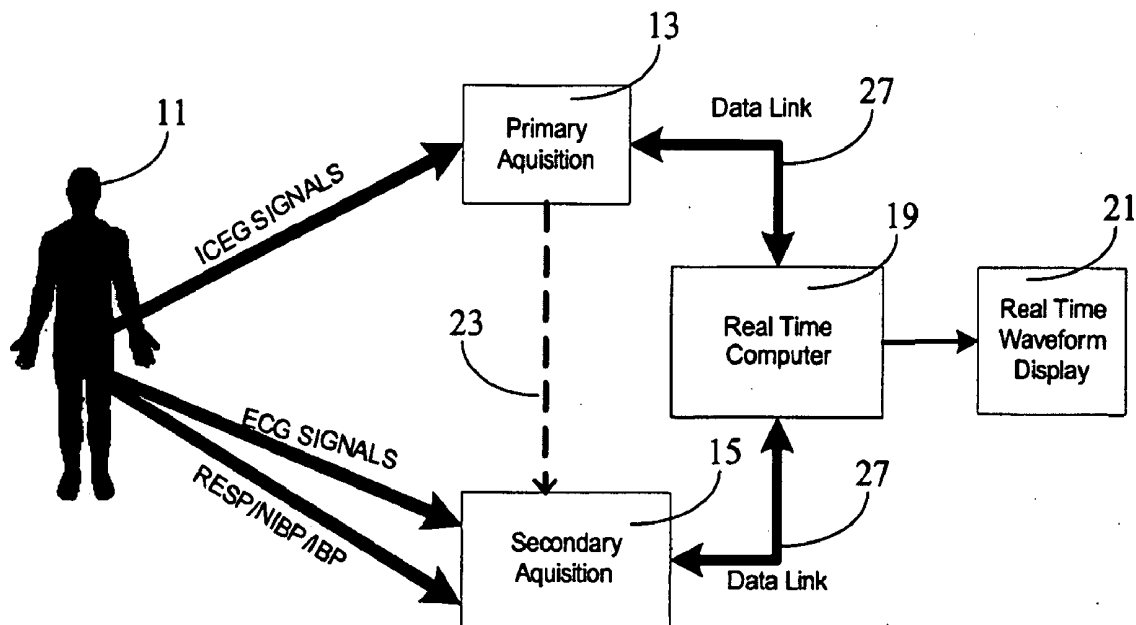 13
11
Data Link
27
Primary
Aquisition
ICEG SIGNALS
19
21
23
Real Time
Computer
Real Time
Waveform
Display
ECG SIGNALS
RESP/NIBP/IBP
15
27
Secondary
Aquisition
Data Link